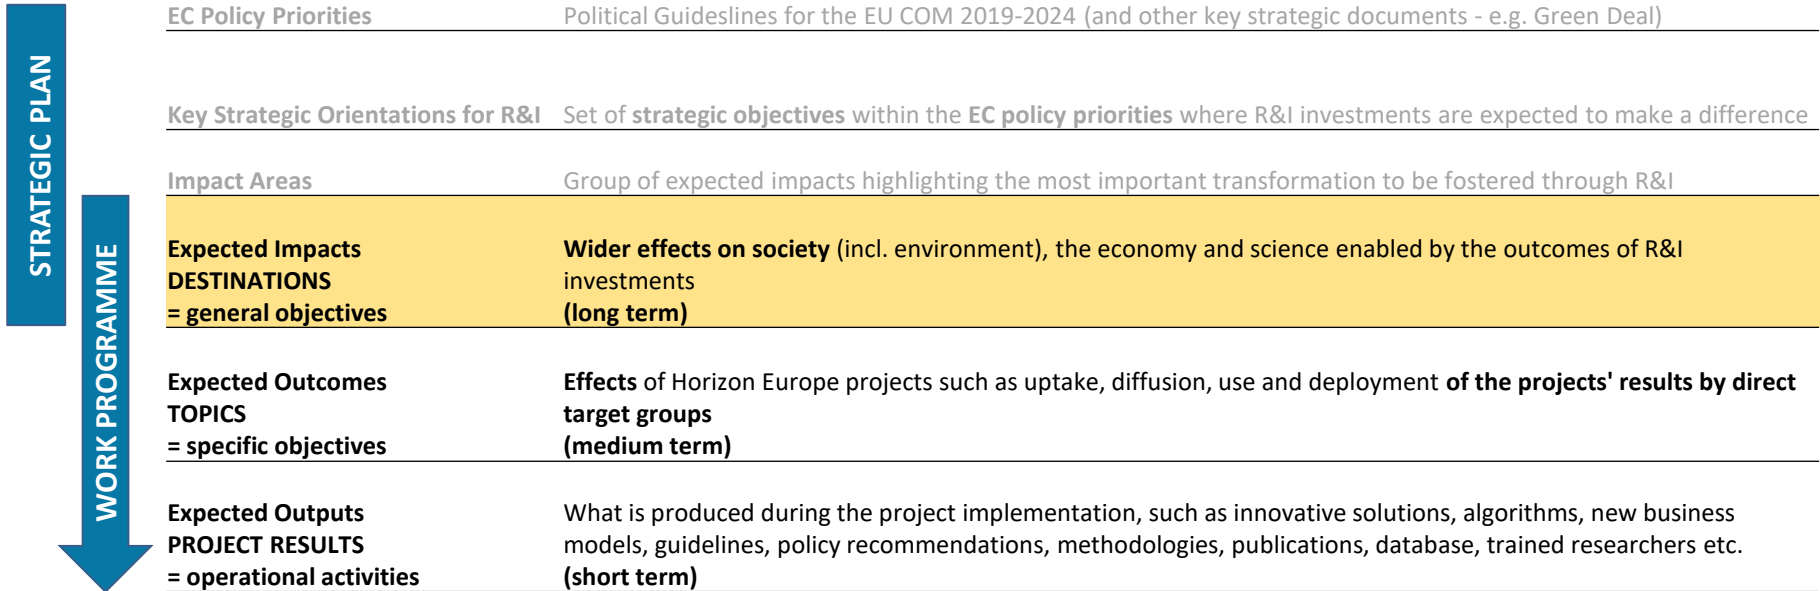 STRATEGIC PLAN
WORK PROGRAMME
EC Policy Priorities
Political Guideslines for the EU COM 2019-2024 (and other key strategic documents - e.g. Green Deal)
Key Strategic Orientations for R&I
Set of strategic objectives within the EC policy priorities where R&I investments are expected to make a difference
Impact Areas
Group of expected impacts highlighting the most important transformation to be fostered through R&I
Expected Impacts
DESTINATIONS
= general objectives
Wider effects on society (incl. environment), the economy and science enabled by the outcomes of R&I
investments
(long term)
Expected Outcomes
TOPICS
= specific objectives
Effects of Horizon Europe projects such as uptake, diffusion, use and deployment of the projects' results by direct
target groups
(medium term)
Expected Outputs
PROJECT RESULTS
= operational activities
What is produced during the project implementation, such as innovative solutions, algorithms, new business
models, guidelines, policy recommendations, methodologies, publications, database, trained researchers etc.
(short term)